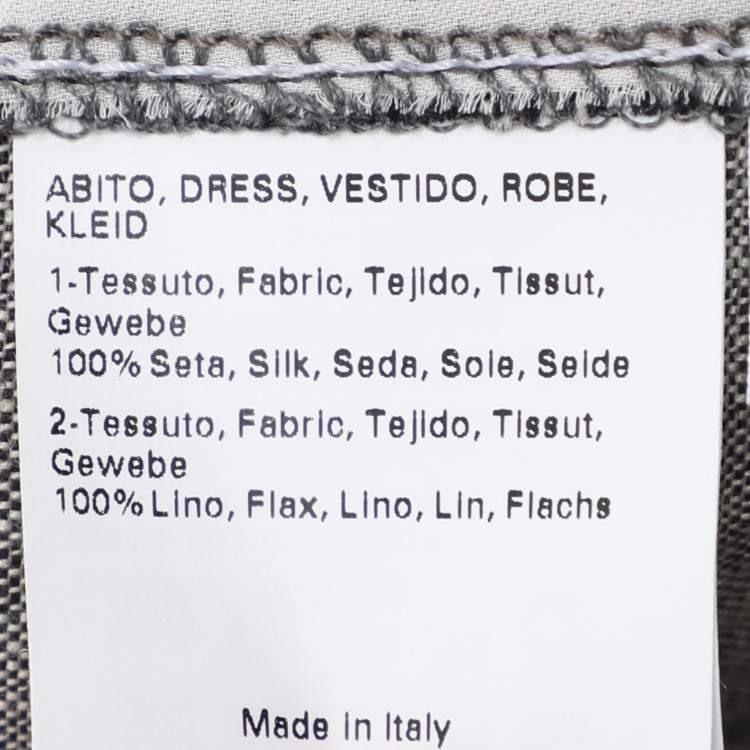 ABITO, DRESS, VESTIDO, ROBE,
KLEID
1-Tessuto, Fabric, Tejido, Tissut,
Gewebe
100% Seta, Silk, Seda, Soie, Seide
2-Tessuto, Fabric, Tejido, Tissut,
Gewebe
100% Lino, Flax, Lino, Lin, Flachs
Made in Italy